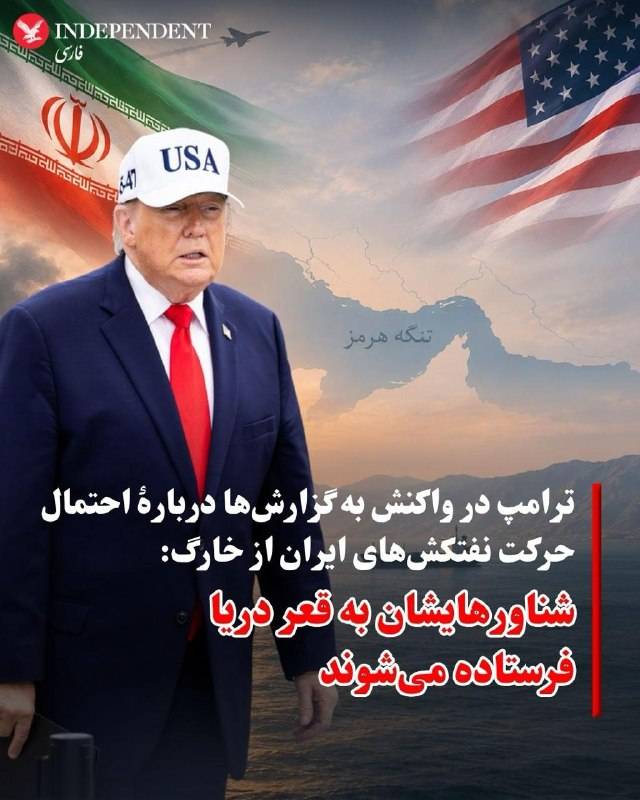 INDEPENDENT
فارسی
USA
45-47
تنگه هرمز
ترامپ در واکنش به گزارش‌ها دربارهٔ احتمال
حرکت نفتکش‌های ایران از خارگ:
شناورهایشان به قعر دریا
فرستاده می‌شوند